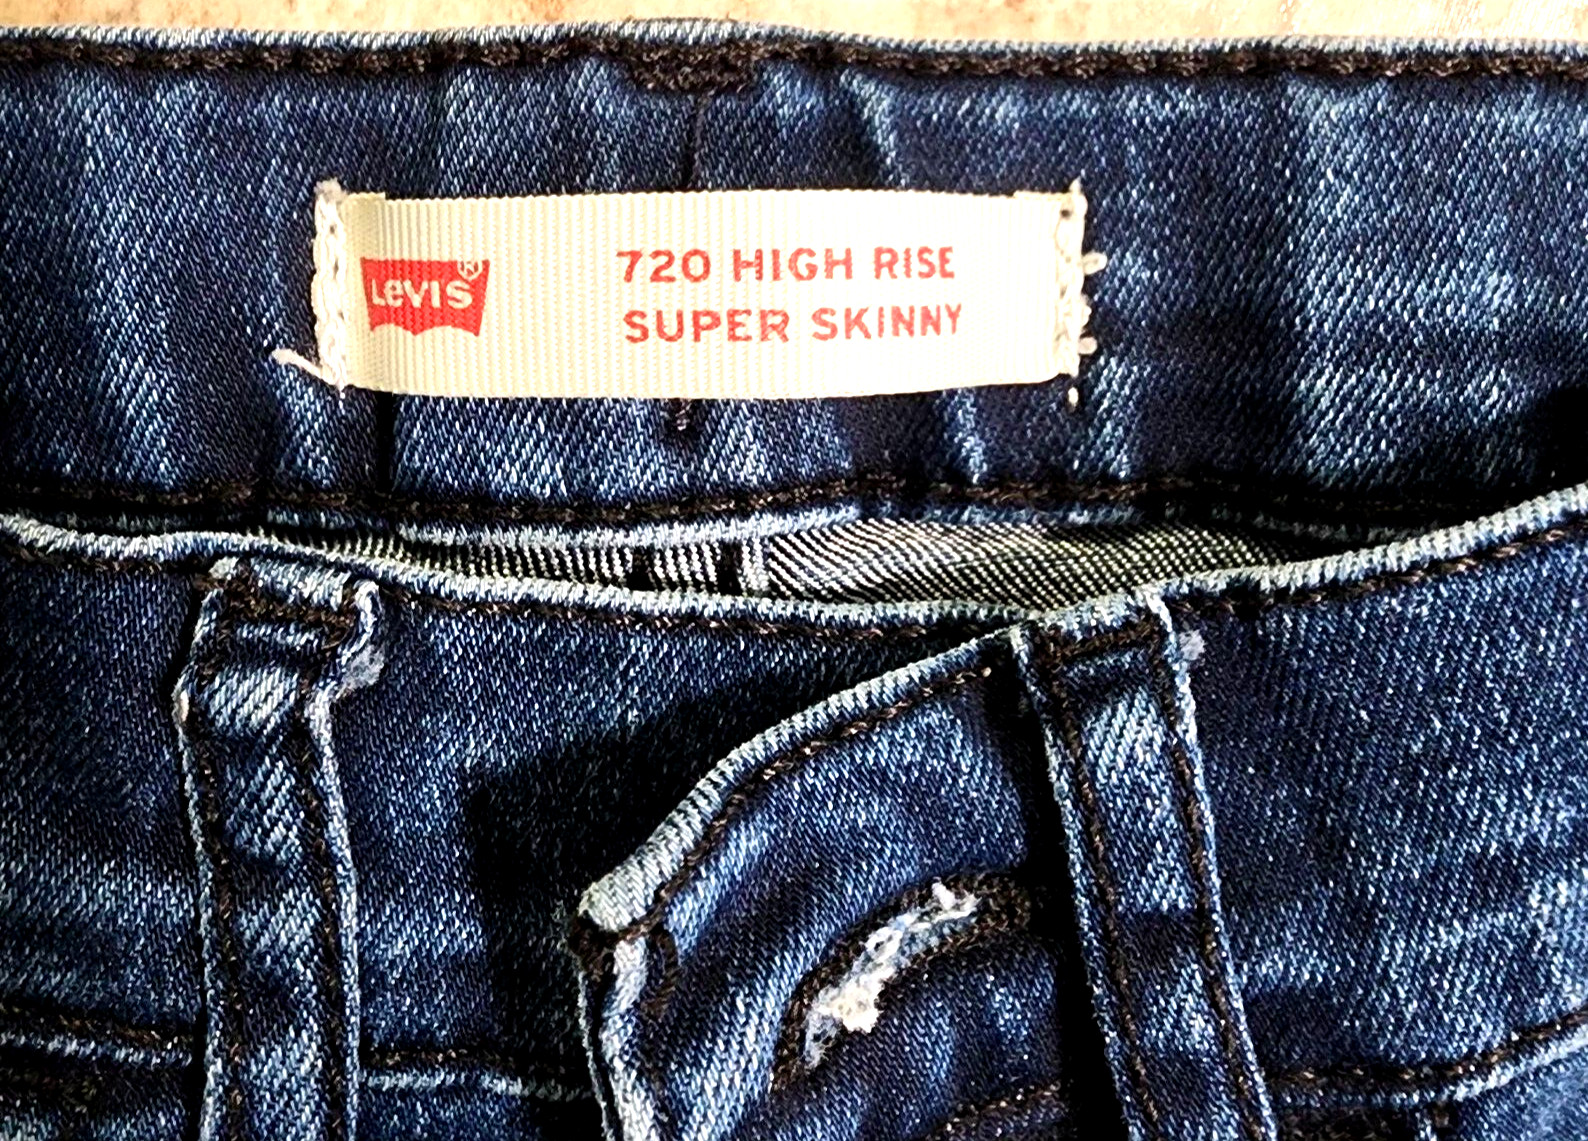 LEVI'S ®
720 HIGH RISE
SUPER SKINNY